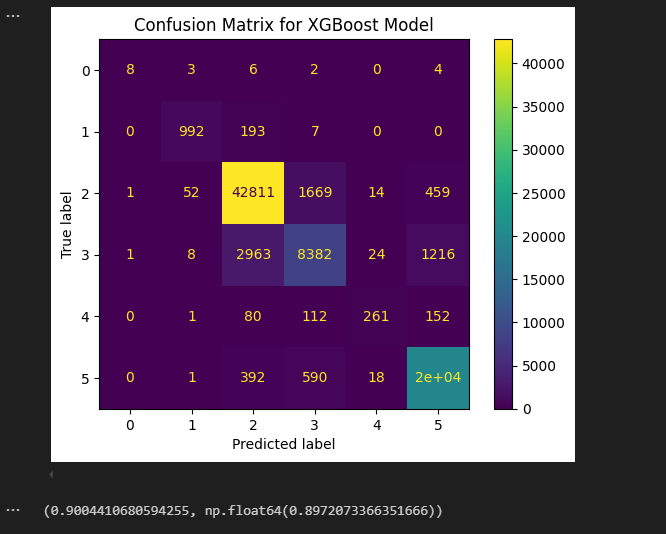 ...
Confusion Matrix for XGBoost Model
0 8 3 6 2 0 4
1 0 992 193 7 0 0
2 1 52 42811 1669 14 459
3 1 8 2963 8382 24 1216
4 0 1 80 112 261 152
5 0 1 392 590 18 2e+04
0 1 2 3 4 5
Predicted label
True label
40000
35000
30000
25000
20000
15000
10000
5000
0
... (0.9004410680594255, np.float64(0.8972073366351666))